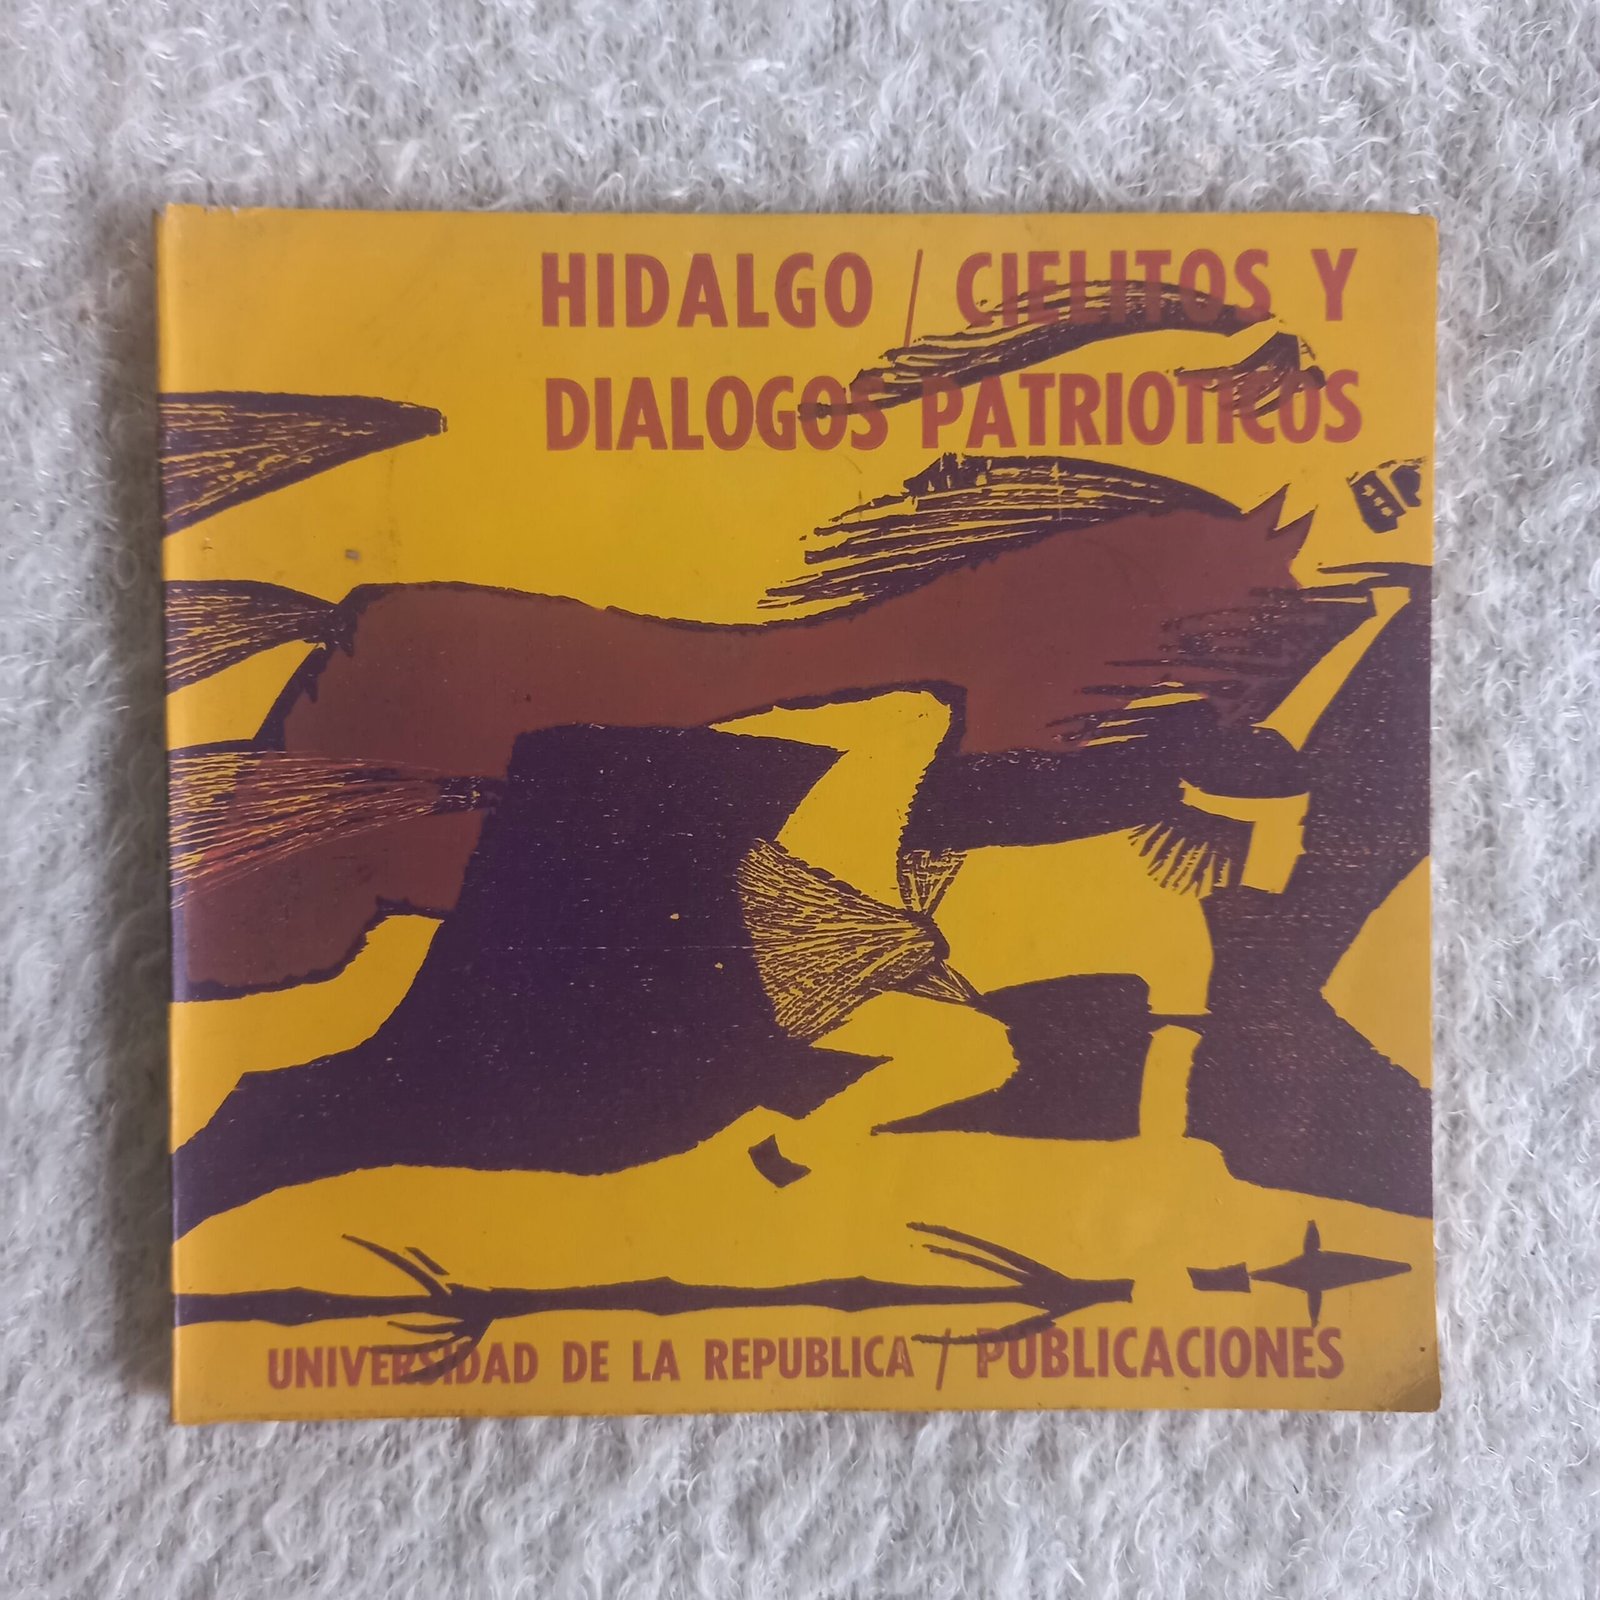 HIDALGO / CIELITOS Y
DIALOGOS PATRIOTICOS
UNIVERSIDAD DE LA REPUBLICA / PUBLICACIONES